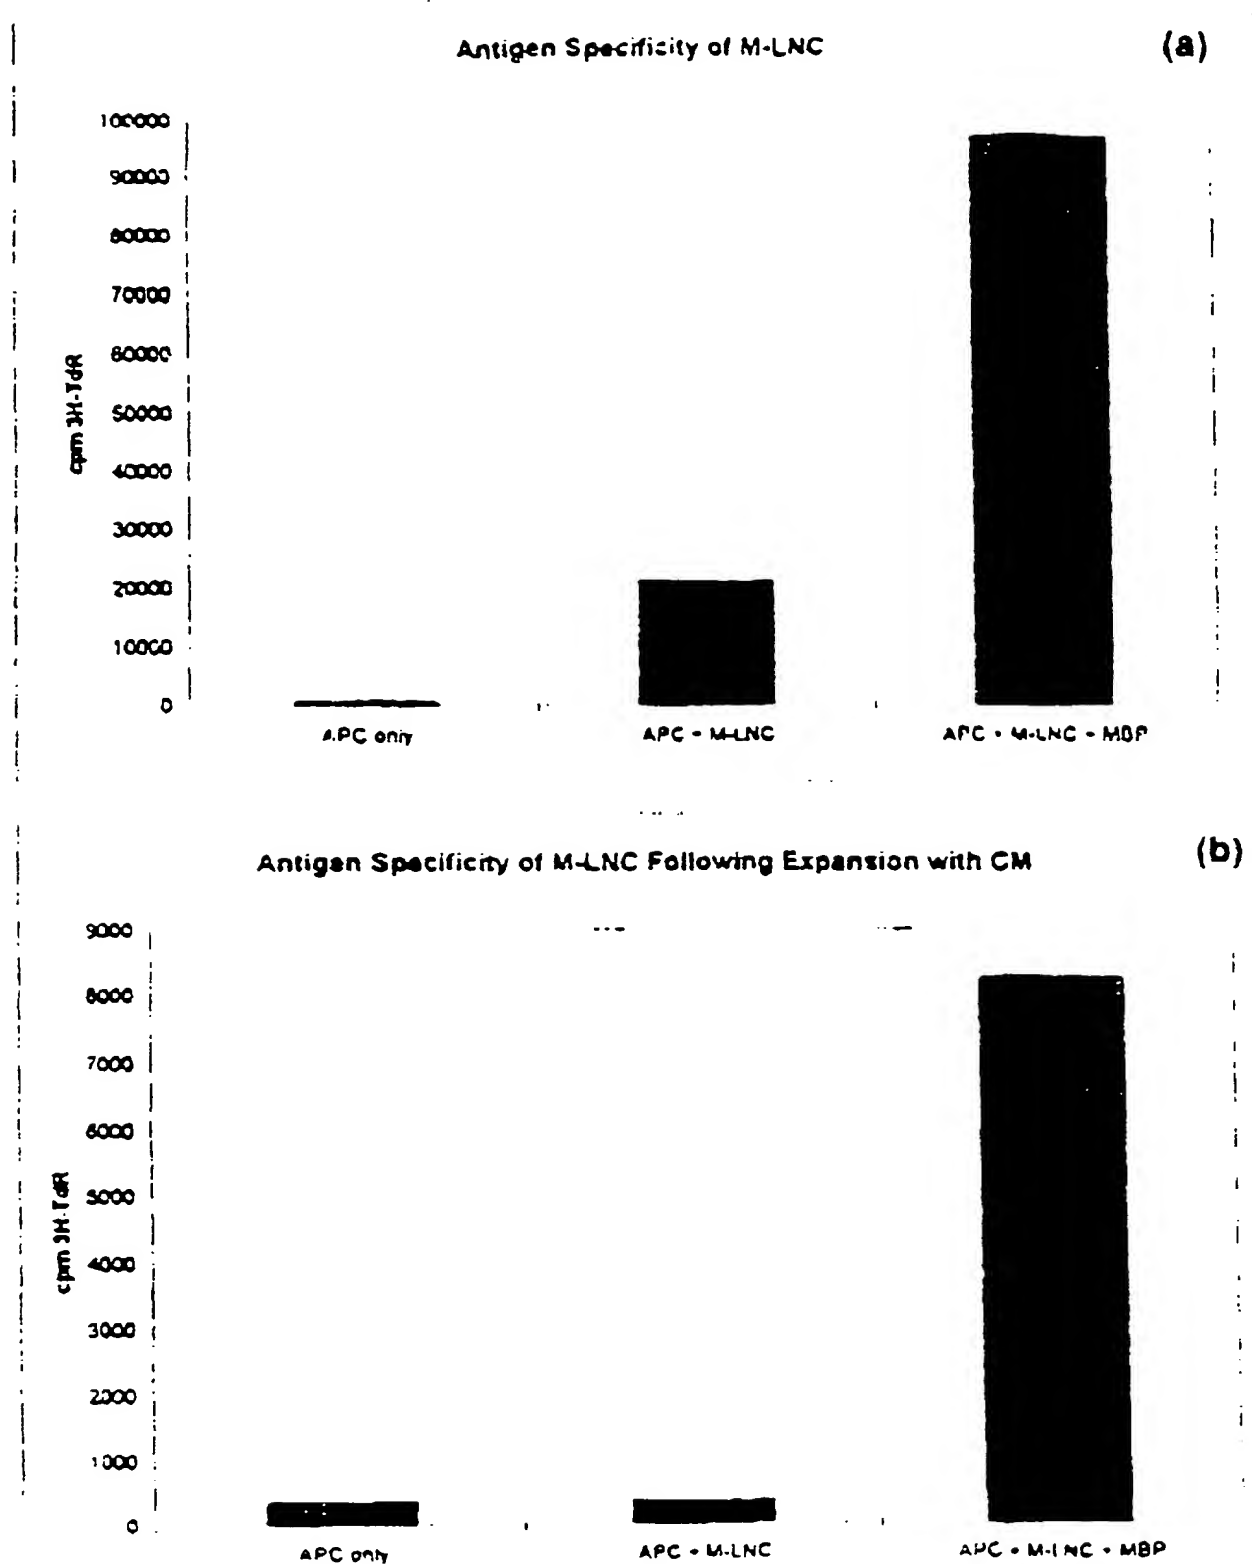 Antigen Specificity of M-LNC
(a)
100000
90000
80000
70000
60000
50000
40000
30000
20000
10000
0
cpm 3H-TdR
APC only
APC + M-LNC
APC + M-LNC + MBP
Antigen Specificity of M-LNC Following Expansion with CM
(b)
9000
8000
7000
6000
5000
4000
3000
2000
1000
0
cpm 3H-TdR
APC only
APC + M-LNC
APC + M-LNC + MBP